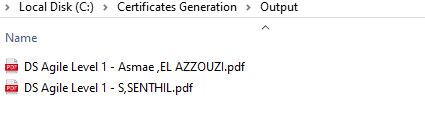 Local Disk (C:) > Certificates Generation > Output
Name
DS Agile Level 1 - Asmae ,EL AZZOUZI.pdf
DS Agile Level 1 - S,SENTHIL.pdf